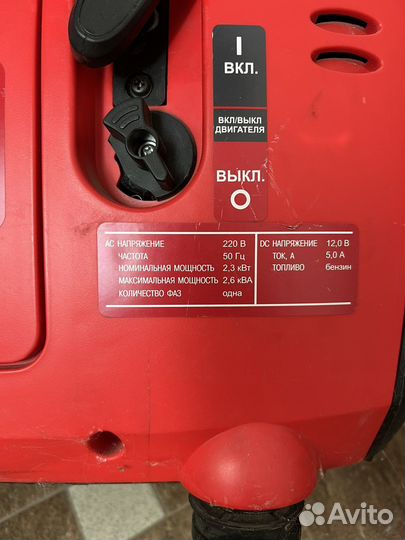 I
ВКЛ.
ВКЛ/ВЫКЛ
ДВИГАТЕЛЯ
ВЫКЛ.
O
AC НАПРЯЖЕНИЕ 220 В
ЧАСТОТА 50 Гц
НОМИНАЛЬНАЯ МОЩНОСТЬ 2,3 кВт
МАКСИМАЛЬНАЯ МОЩНОСТЬ 2,6 кВА
КОЛИЧЕСТВО ФАЗ одна
DC НАПРЯЖЕНИЕ 12,0 В
ТОК, А 5,0 А
ТОПЛИВО бензин
Avito